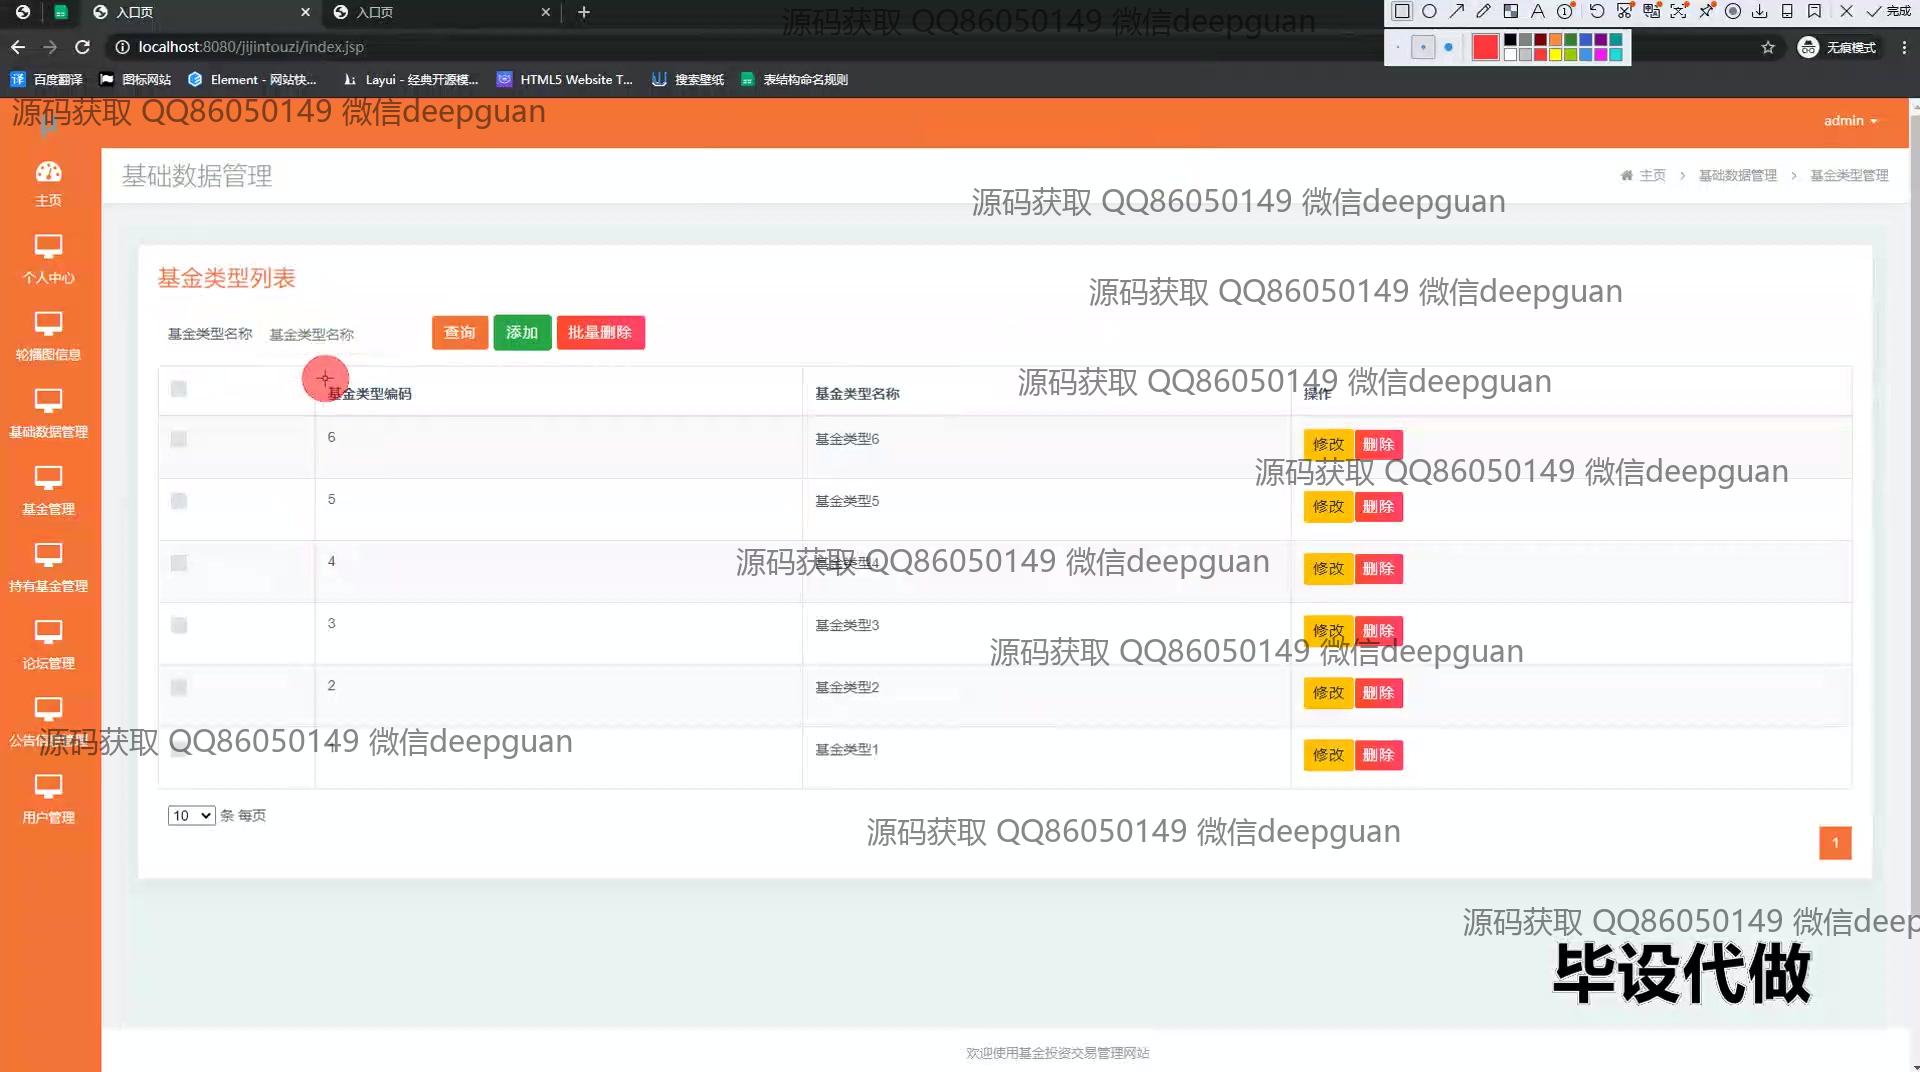 入口页
入口页
完成
localhost:8080/jijintouzi/index.jsp
无痕模式
百度翻译
图标网站
Element - 网站快...
Layui - 经典开源模...
HTML5 Website T...
搜索壁纸
表结构命名规则
源码获取 QQ86050149 微信deepguan
源码获取 QQ86050149 微信deepguan
admin
主页
个人中心
轮播图信息
基础数据管理
基金管理
持有基金管理
论坛管理
用户管理
基础数据管理
主页 > 基础数据管理 > 基金类型管理
源码获取 QQ86050149 微信deepguan
基金类型列表
源码获取 QQ86050149 微信deepguan
基金类型名称 基金类型名称 查询 添加 批量删除
源码获取 QQ86050149 微信deepguan
基金类型编码 基金类型名称 操作
6 基金类型6 修改 删除
源码获取 QQ86050149 微信deepguan
5 基金类型5 修改 删除
4 基金类型4 修改 删除
源码获取 QQ86050149 微信deepguan
3 基金类型3 修改 删除
源码获取 QQ86050149 微信deepguan
2 基金类型2 修改 删除
基金类型1 修改 删除
源码获取 QQ86050149 微信deepguan
10 条 每页
源码获取 QQ86050149 微信deepguan
1
源码获取 QQ86050149 微信deep
毕设代做
欢迎使用基金投资交易管理网站